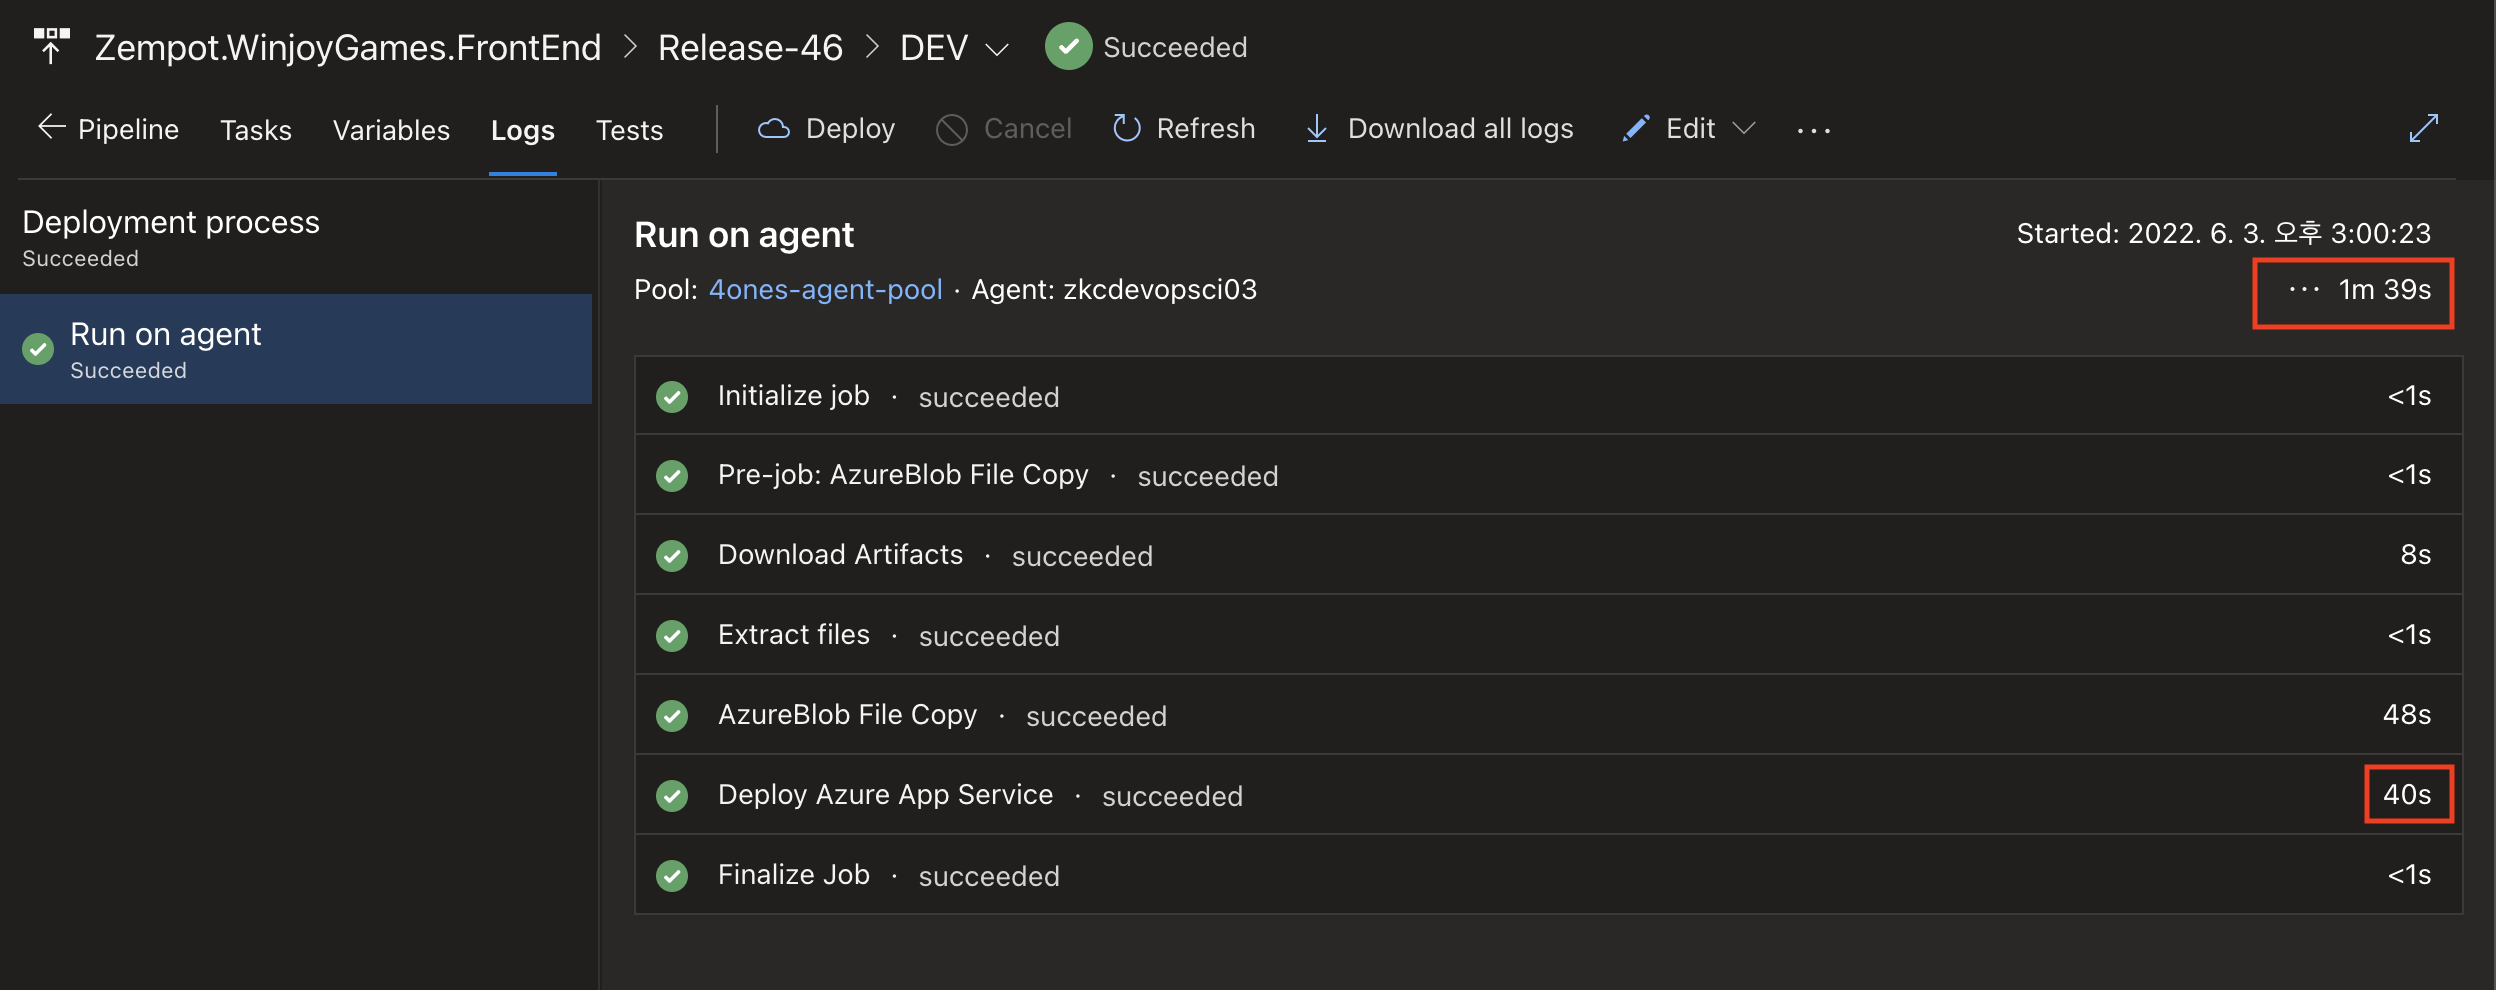 Zempot.WinjoyGames.FrontEnd > Release-46 > DEV Succeeded
Pipeline Tasks Variables Logs Tests Deploy Cancel Refresh Download all logs Edit ...
Deployment process
Succeeded
Run on agent
Succeeded
Run on agent
Started: 2022. 6. 3. 오후 3:00:23
Pool: 4ones-agent-pool · Agent: zkcdevopsci03
... 1m 39s
Initialize job · succeeded <1s
Pre-job: AzureBlob File Copy · succeeded <1s
Download Artifacts · succeeded 8s
Extract files · succeeded <1s
AzureBlob File Copy · succeeded 48s
Deploy Azure App Service · succeeded 40s
Finalize Job · succeeded <1s